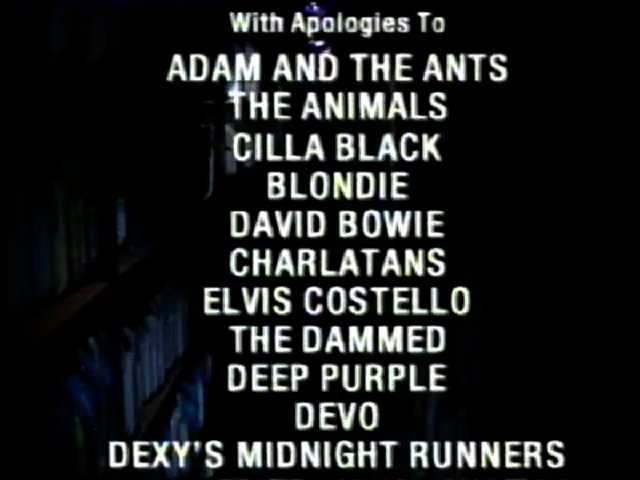 With Apologies To
ADAM AND THE ANTS
THE ANIMALS
CILLA BLACK
BLONDIE
DAVID BOWIE
CHARLATANS
ELVIS COSTELLO
THE DAMMED
DEEP PURPLE
DEVO
DEXY'S MIDNIGHT RUNNERS